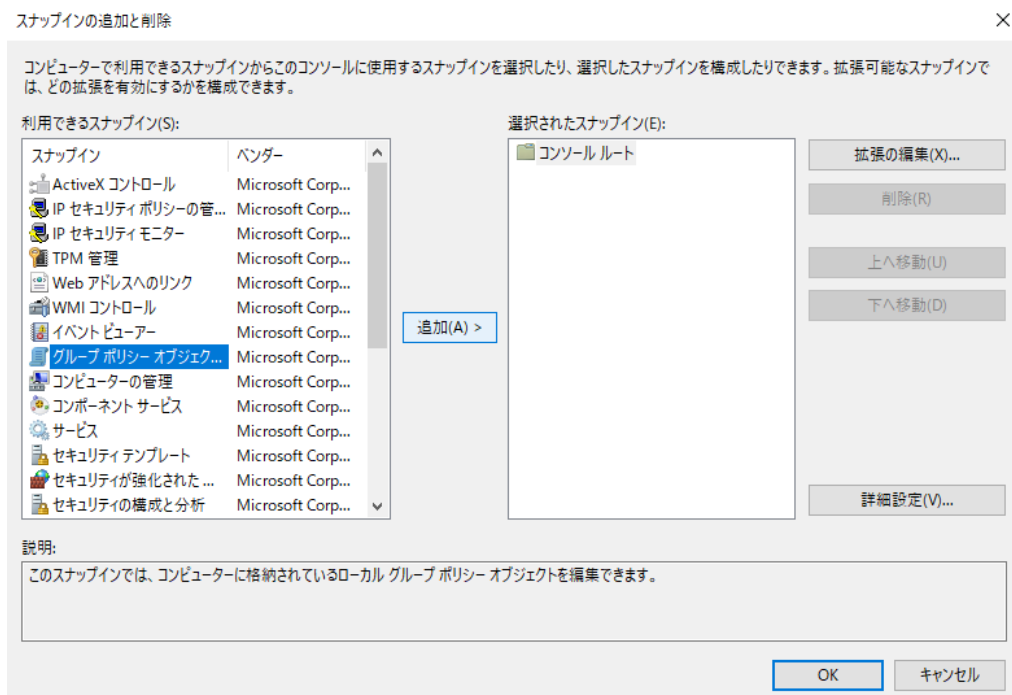 スナップインの追加と削除
コンピューターで利用できるスナップインからこのコンソールに使用するスナップインを選択したり、選択したスナップインを構成したりできます。拡張可能なスナップインで
は、どの拡張を有効にするかを構成できます。
利用できるスナップイン(S):
スナップイン ベンダー
ActiveX コントロール Microsoft Corp...
IP セキュリティ ポリシーの管... Microsoft Corp...
IP セキュリティ モニター Microsoft Corp...
TPM 管理 Microsoft Corp...
Web アドレスへのリンク Microsoft Corp...
WMI コントロール Microsoft Corp...
イベント ビューアー Microsoft Corp...
グループ ポリシー オブジェク... Microsoft Corp...
コンピューターの管理 Microsoft Corp...
コンポーネント サービス Microsoft Corp...
サービス Microsoft Corp...
セキュリティ テンプレート Microsoft Corp...
セキュリティが強化された ... Microsoft Corp...
セキュリティの構成と分析 Microsoft Corp...
追加(A) >
選択されたスナップイン(E):
コンソール ルート
拡張の編集(X)...
削除(R)
上へ移動(U)
下へ移動(D)
詳細設定(V)...
説明:
このスナップインでは、コンピューターに格納されているローカル グループ ポリシー オブジェクトを編集できます。
OK
キャンセル